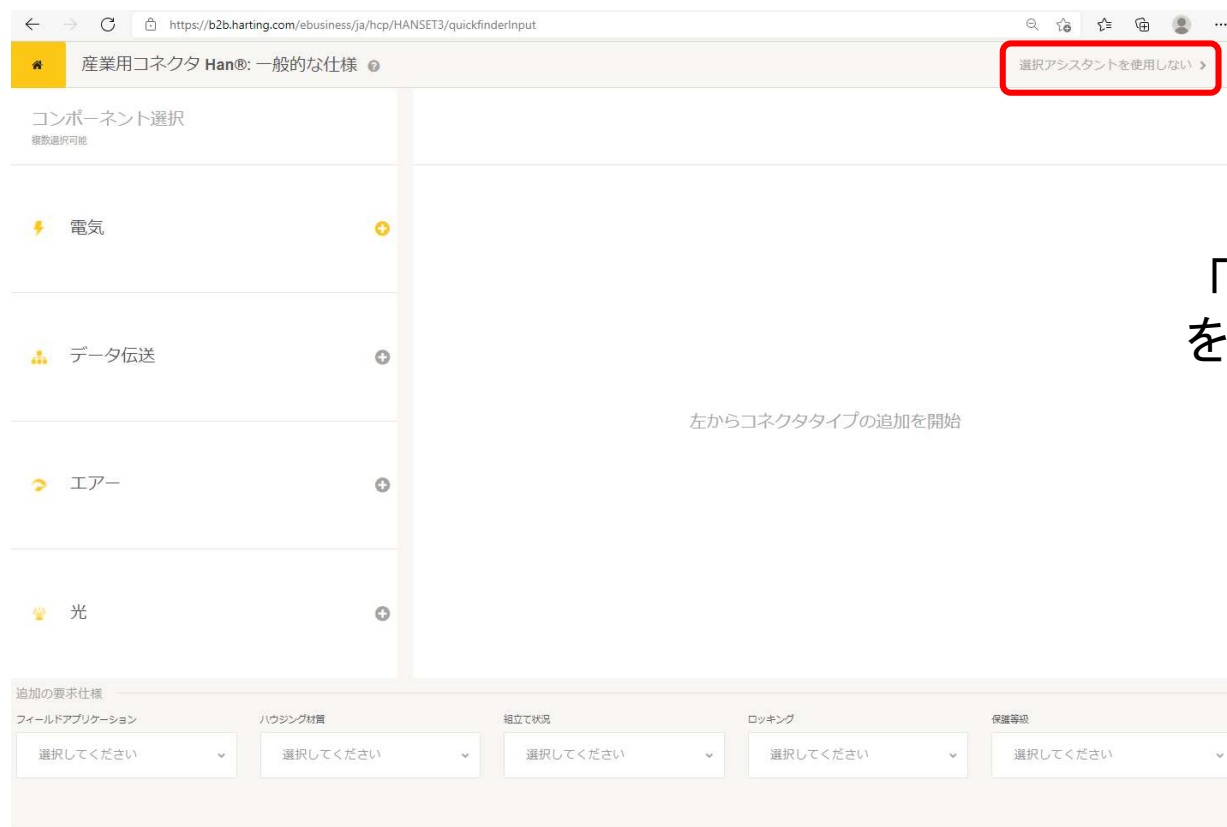 https://b2b.harting.com/ebusiness/ja/hcp/HANSET3/quickfinderInput
産業用コネクタ Han®: 一般的な仕様
選択アシスタントを使用しない
コンポーネント選択
複数選択可能
電気
データ伝送
エアー
光
左からコネクタタイプの追加を開始
「
を
追加の要求仕様
フィールドアプリケーション
ハウジング材質
組立て状況
ロッキング
保護等級
選択してください
選択してください
選択してください
選択してください
選択してください